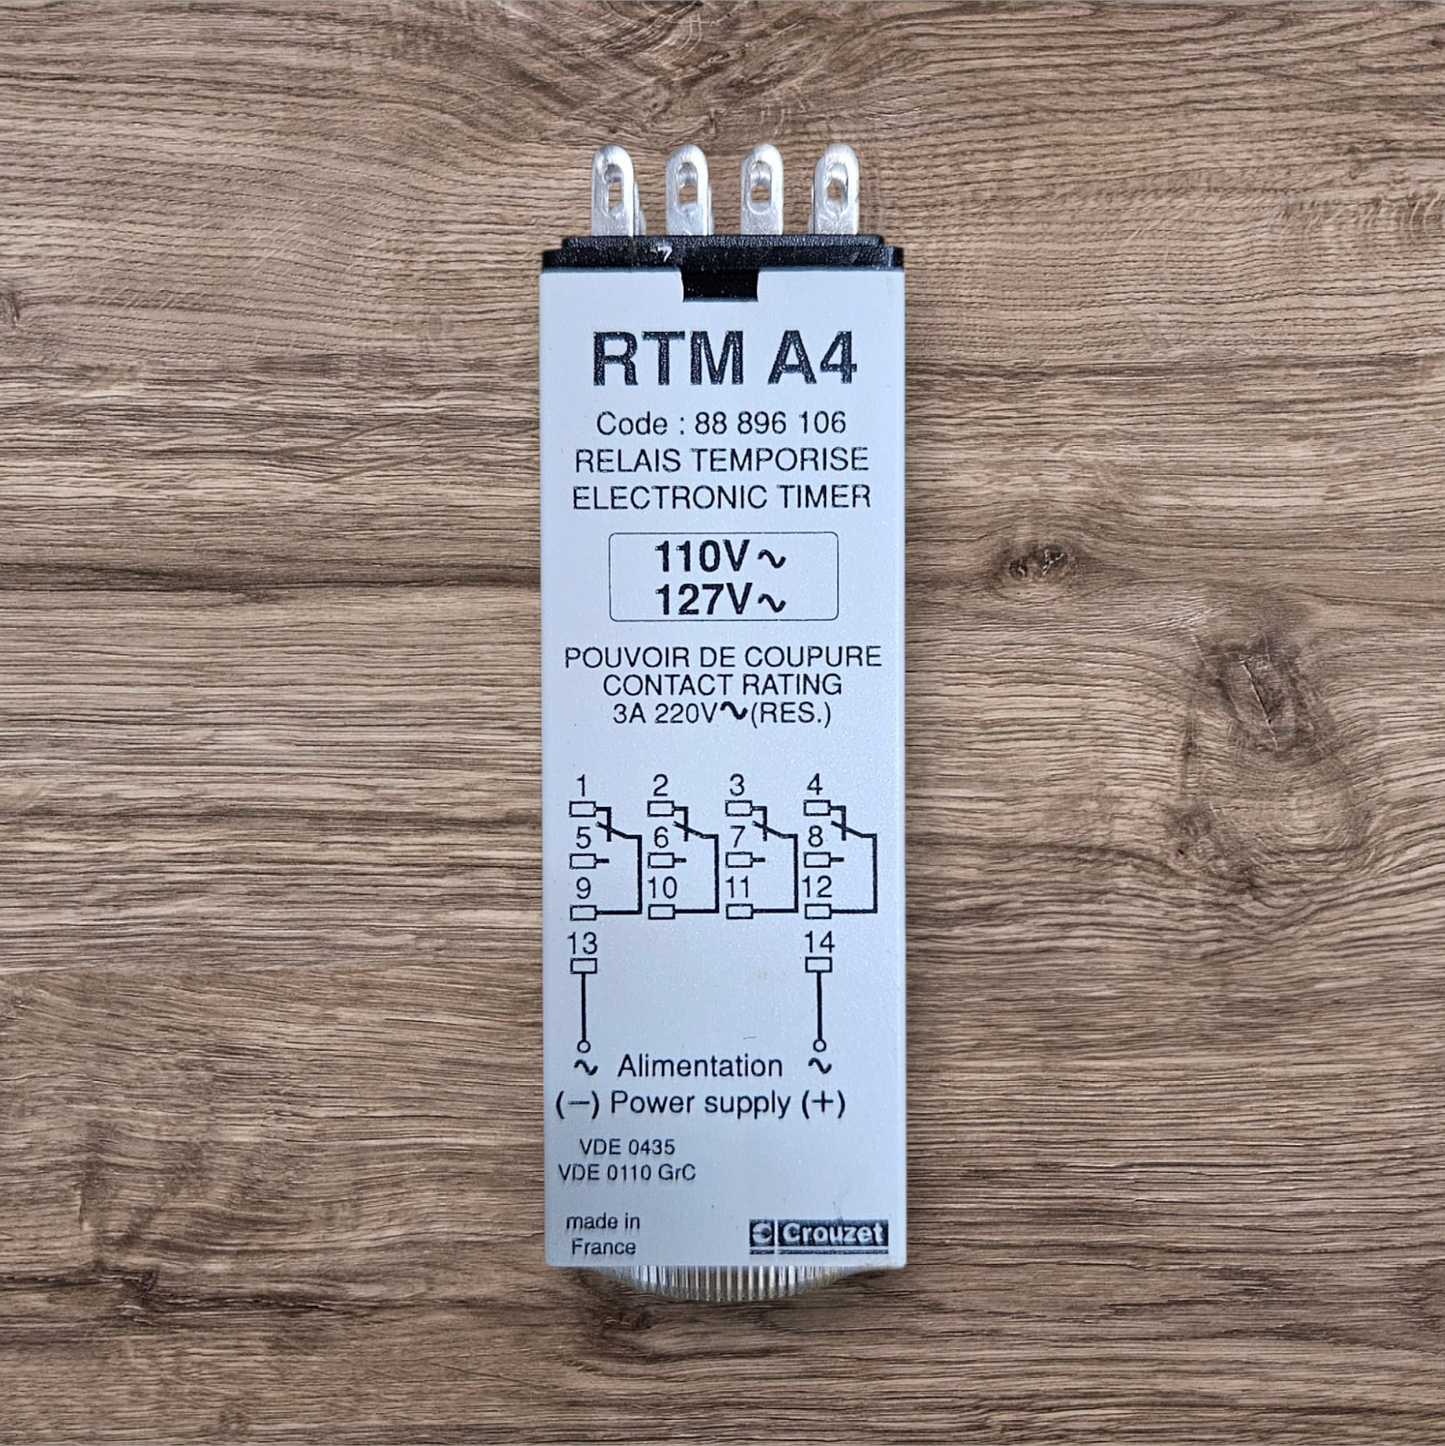 RTM A4
Code : 88 896 106
RELAIS TEMPORISE
ELECTRONIC TIMER
110V ~
127V ~
POUVOIR DE COUPURE
CONTACT RATING
3A 220V~(RES.)
1 2 3 4
5 6 7 8
9 10 11 12
13 14
~ Alimentation ~
(−) Power supply (+)
VDE 0435
VDE 0110 GrC
made in
France
Crouzet